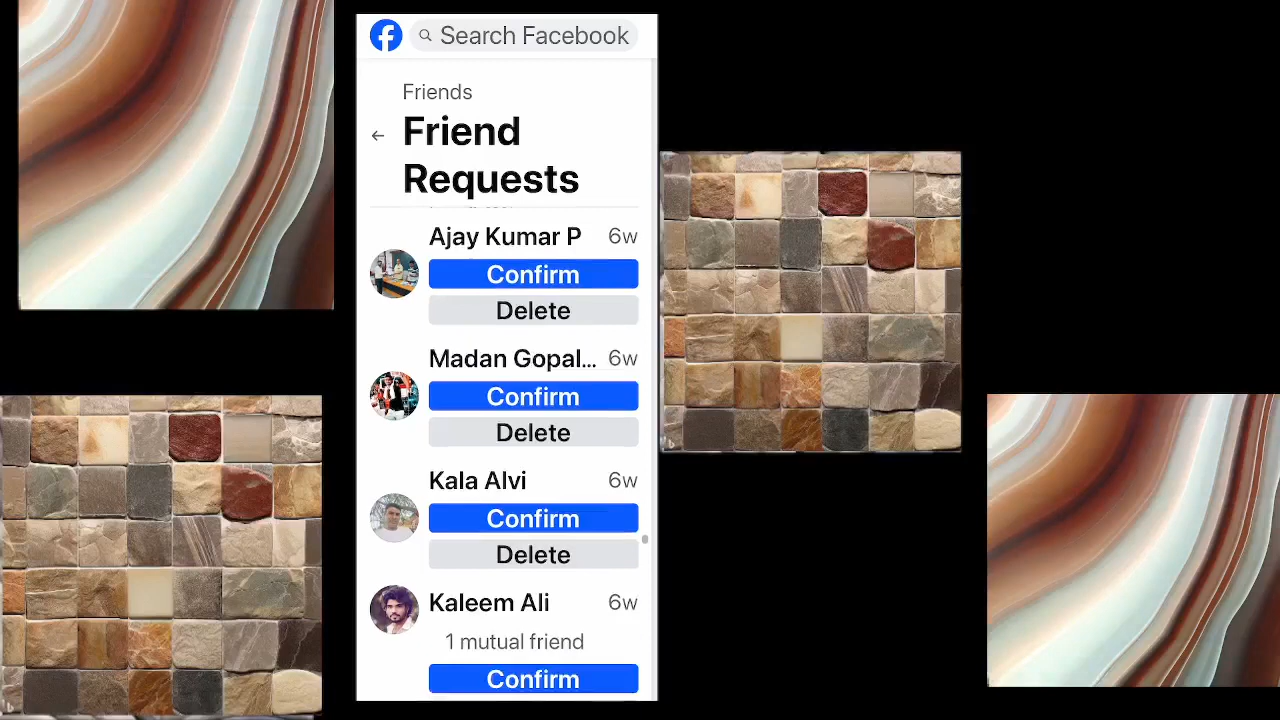 Search Facebook
Friends
Friend
Requests
Ajay Kumar P 6w
Confirm
Delete
Madan Gopal... 6w
Confirm
Delete
Kala Alvi 6w
Confirm
Delete
Kaleem Ali 6w
1 mutual friend
Confirm